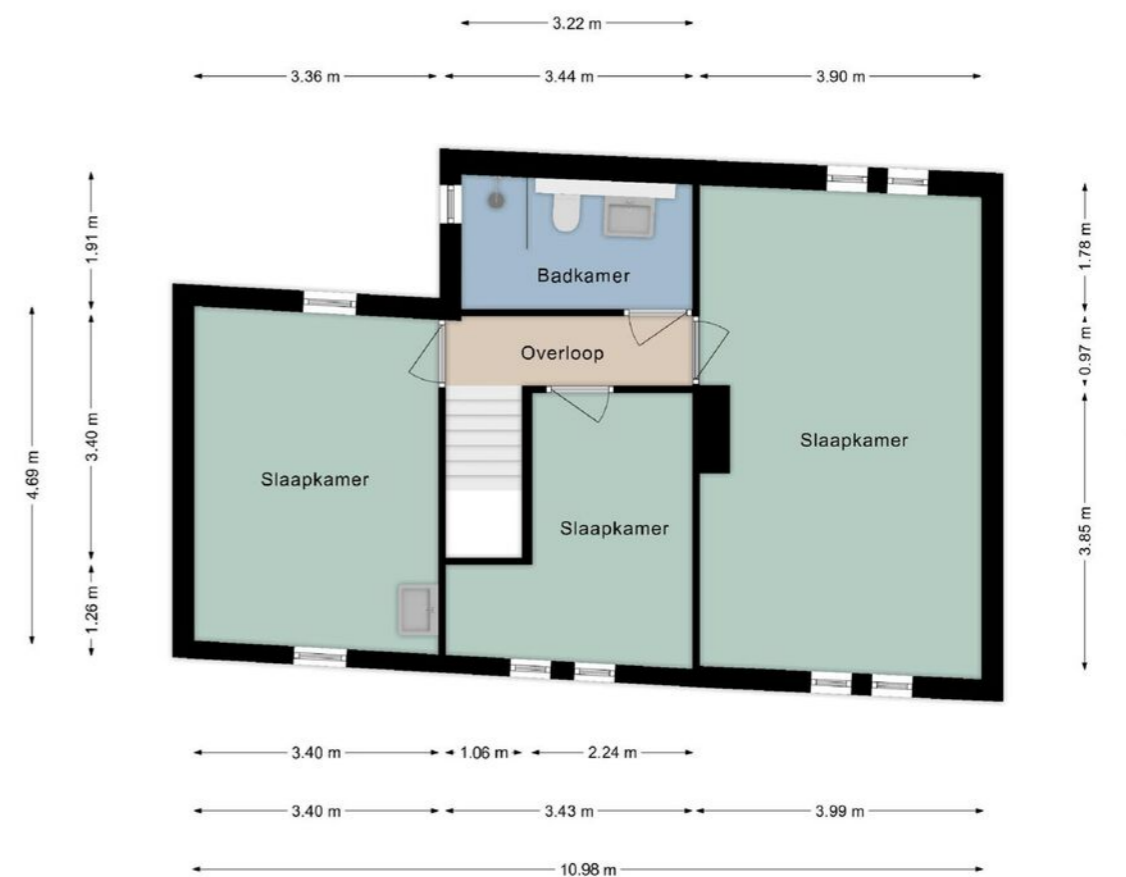 3.22 m
3.36 m
3.44 m
3.90 m
1.91 m
1.78 m
Badkamer
0.97 m
Overloop
3.40 m
4.69 m
Slaapkamer
Slaapkamer
Slaapkamer
3.85 m
1.26 m
3.40 m
1.06 m
2.24 m
3.40 m
3.43 m
3.99 m
10.98 m